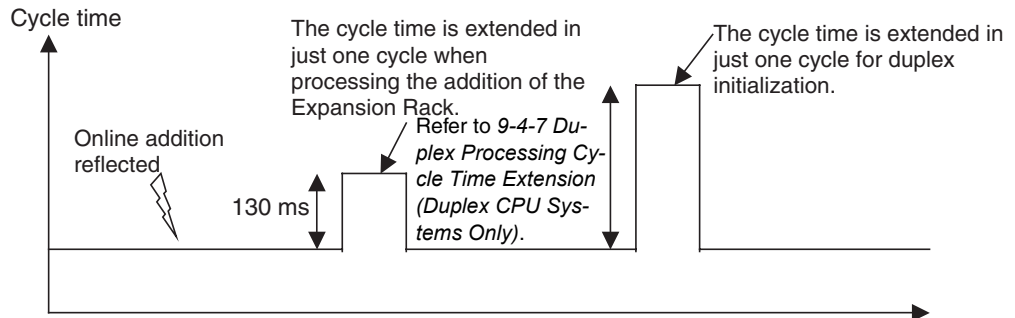 Cycle time
The cycle time is extended in
just one cycle when
processing the addition of the
Expansion Rack.
The cycle time is extended in
just one cycle for duplex
initialization.
Online addition
reflected
130 ms
Refer to 9-4-7 Du-
plex Processing Cy-
cle Time Extension
(Duplex CPU Sys-
tems Only).